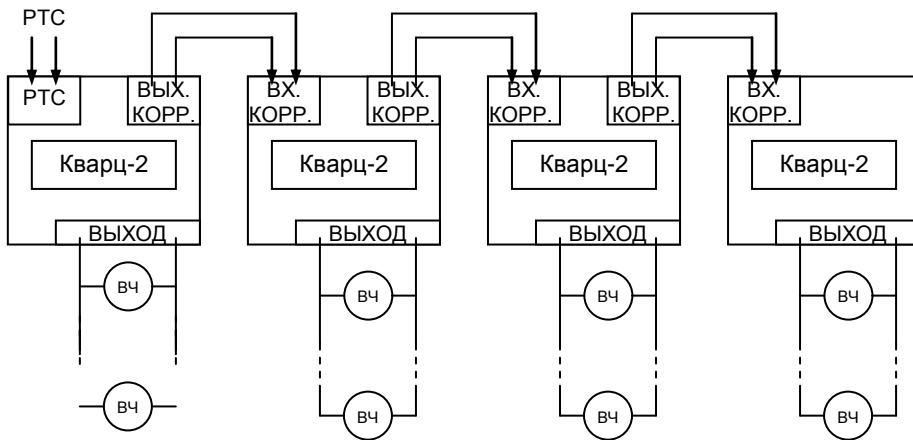 РТС
РТС
ВЫХ.
КОРР.
ВХ.
КОРР.
ВЫХ.
КОРР.
ВХ.
КОРР.
ВЫХ.
КОРР.
ВХ.
КОРР.
Кварц-2
Кварц-2
Кварц-2
Кварц-2
ВЫХОД
ВЫХОД
ВЫХОД
ВЫХОД
ВЧ
ВЧ
ВЧ
ВЧ
ВЧ
ВЧ
ВЧ
ВЧ